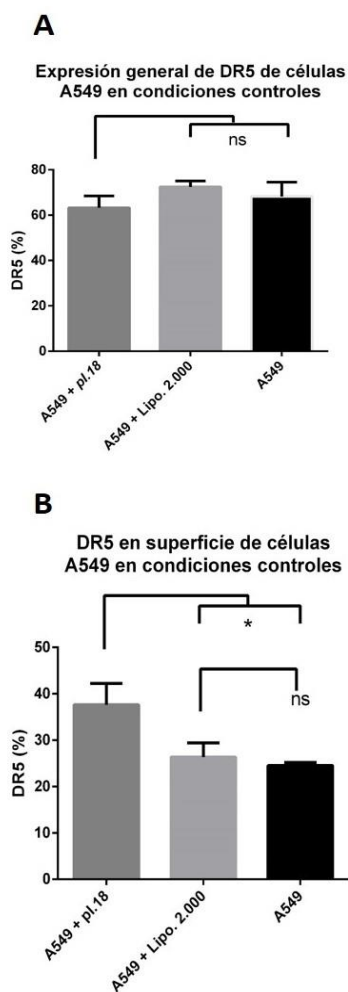 A
Expresión general de DR5 de células
A549 en condiciones controles
ns
80
60
40
20
0
DR5 (%)
A549 + pl.18
A549 + Lipo. 2.000
A549
B
DR5 en superficie de células
A549 en condiciones controles
*
ns
50
40
30
20
10
0
DR5 (%)
A549 + pl.18
A549 + Lipo. 2.000
A549